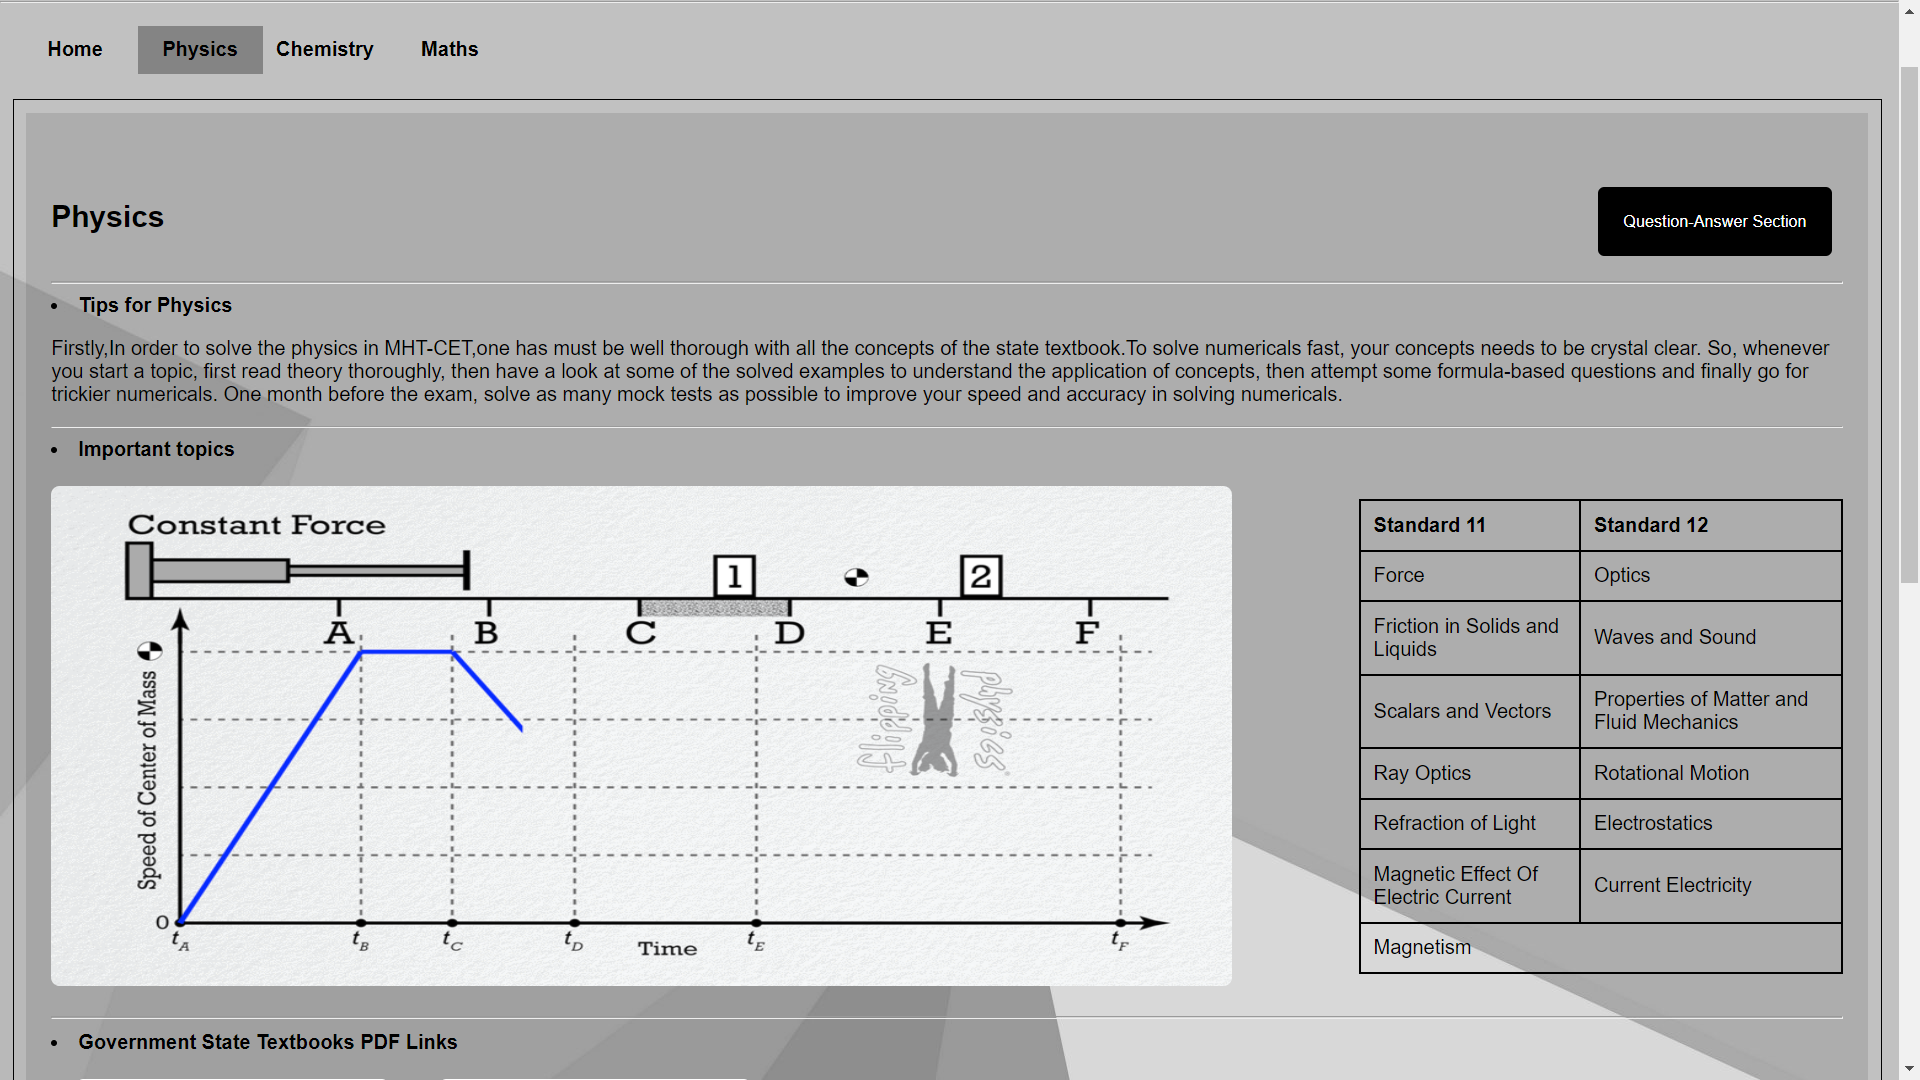 Home Physics Chemistry Maths
Physics
Question-Answer Section
Tips for Physics
Firstly,In order to solve the physics in MHT-CET,one has must be well thorough with all the concepts of the state textbook.To solve numericals fast, your concepts needs to be crystal clear. So, whenever
you start a topic, first read theory thoroughly, then have a look at some of the solved examples to understand the application of concepts, then attempt some formula-based questions and finally go for
trickier numericals. One month before the exam, solve as many mock tests as possible to improve your speed and accuracy in solving numericals.
Important topics
Constant Force
1 2
A B C D E F
Speed of Center of Mass
flipping physics
0
tA tB tC tD tE tF
Time
Standard 11 Standard 12
Force Optics
Friction in Solids and
Liquids
Waves and Sound
Scalars and Vectors
Properties of Matter and
Fluid Mechanics
Ray Optics Rotational Motion
Refraction of Light Electrostatics
Magnetic Effect Of
Electric Current
Current Electricity
Magnetism
Government State Textbooks PDF Links